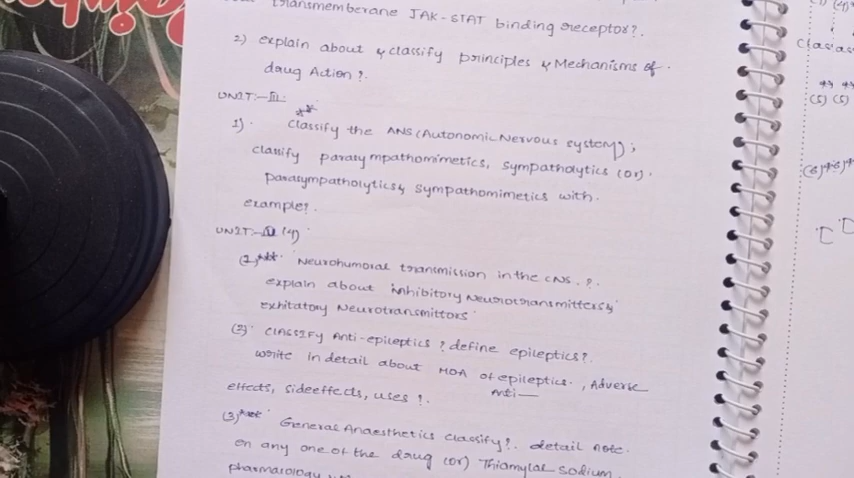 transmemberane JAK-STAT binding receptor?.
2) explain about & classify principles & Mechanisms of.
drug Action?.
UNIT:-III:
**
1). Classify the ANS (Autonomic Nervous system);
classify parasympathomimetics, sympatholytics (or).
parasympatholytics & sympathomimetics with.
example?.
UNIT:-IV (4)
(1)** Neurohumoral transmission in the CNS.?.
explain about inhibitory Neurotransmitters &
exhitatory Neurotransmittors
(2). CLASSIFY Anti-epileptics? define epileptics?.
write in detail about MOA of epileptics., Adverse
Anti—
effects, sideeffects, uses?.
(3)** General Anaesthetics classify?. detail note.
on any one of the drug (or) Thiamylal sodium.
pharmacology
classas
** **
(5) (5)